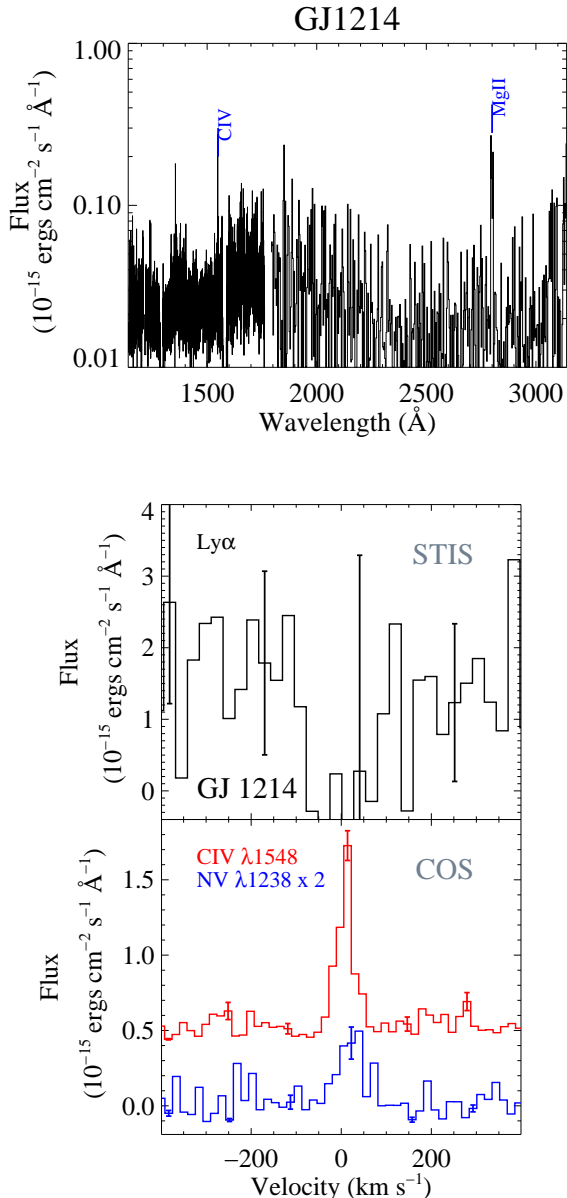 GJ1214
1.00
0.10
0.01
Flux
(10⁻¹⁵ ergs cm⁻² s⁻¹ Å⁻¹)
CIV
MgII
1500 2000 2500 3000
Wavelength (Å)
4
3
2
1
0
Flux
(10⁻¹⁵ ergs cm⁻² s⁻¹ Å⁻¹)
Lyα
STIS
GJ 1214
1.5
1.0
0.5
0.0
Flux
(10⁻¹⁵ ergs cm⁻² s⁻¹ Å⁻¹)
CIV λ1548
NV λ1238 x 2
COS
−200 0 200
Velocity (km s⁻¹)